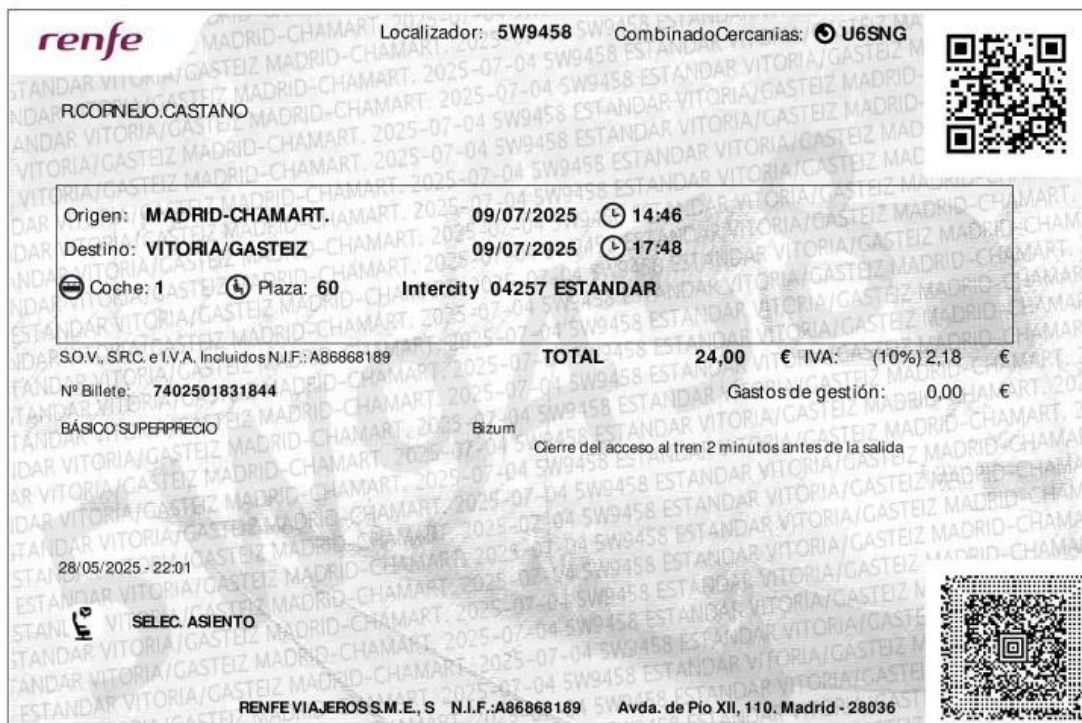 renfe
Localizador: 5W9458 CombinadoCercanias: U6SNG
R.CORNEJO.CASTANO
Origen: MADRID-CHAMART. 09/07/2025 14:46
Destino: VITORIA/GASTEIZ 09/07/2025 17:48
Coche: 1 Plaza: 60 Intercity 04257 ESTANDAR
S.O.V., S.R.C. e I.V.A. Incluidos N.I.F.: A86868189 TOTAL 24,00 € IVA: (10%) 2,18 €
Nº Billete: 7402501831844 Gastos de gestión: 0,00 €
BÁSICO SUPERPRECIO Bizum
Cierre del acceso al tren 2 minutos antes de la salida
28/05/2025 - 22:01
SELEC. ASIENTO
RENFE VIAJEROS S.M.E., S N.I.F.:A86868189 Avda. de Pío XII, 110. Madrid - 28036